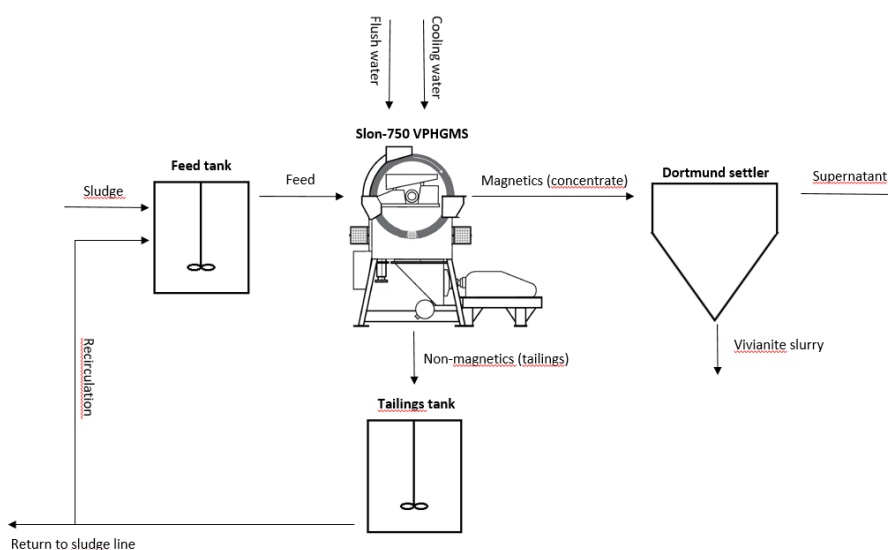 Flush water
Cooling water
Slon-750 VPHGMS
Feed tank
Dortmund settler
Sludge
Feed
Magnetics (concentrate)
Supernatant
Recirculation
Non-magnetics (tailings)
Vivianite slurry
Tailings tank
Return to sludge line